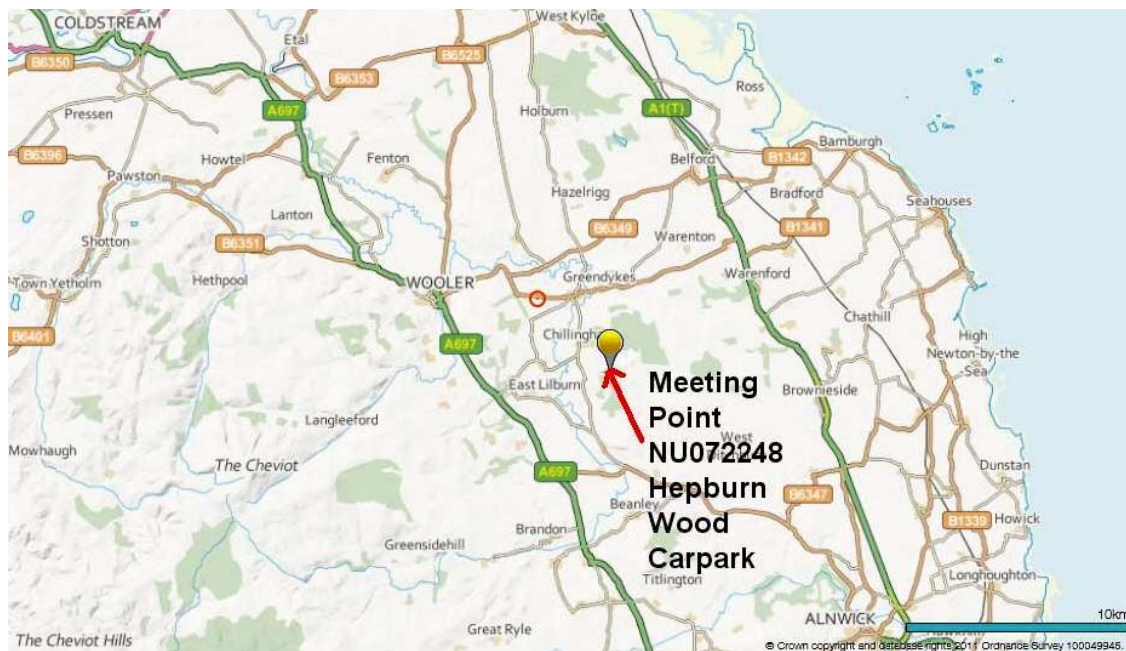 West Kyloe
COLDSTREAM
Etal
B6525
B6350
B6353
Ross
A697
Holburn
A1(T)
Pressen
Bamburgh
B6396
Howtel
Fenton
Belford
B1342
Pawston
Hazelrigg
Bradford
Seahouses
Lanton
B6349
B1341
Shotton
B6351
Warenton
Town Yetholm
Hethpool
WOOLER
Greendykes
Warenford
B6401
A697
Chillingha
Chathill
High
Newton-by-the
-Sea
East Lilburn
Meeting
Point
NU072248
Hepburn
Wood
Carpark
Brownieside
Langleeford
Mowhaugh
The Cheviot
West
A697
Dunstan
B6347
Beanley
Brandon
B1339
Howick
Greensidehill
Titlington
Longhoughton
ALNWICK
10km
Great Ryle
The Cheviot Hills
© Crown copyright and database rights 2011 Ordnance Survey 100049946.